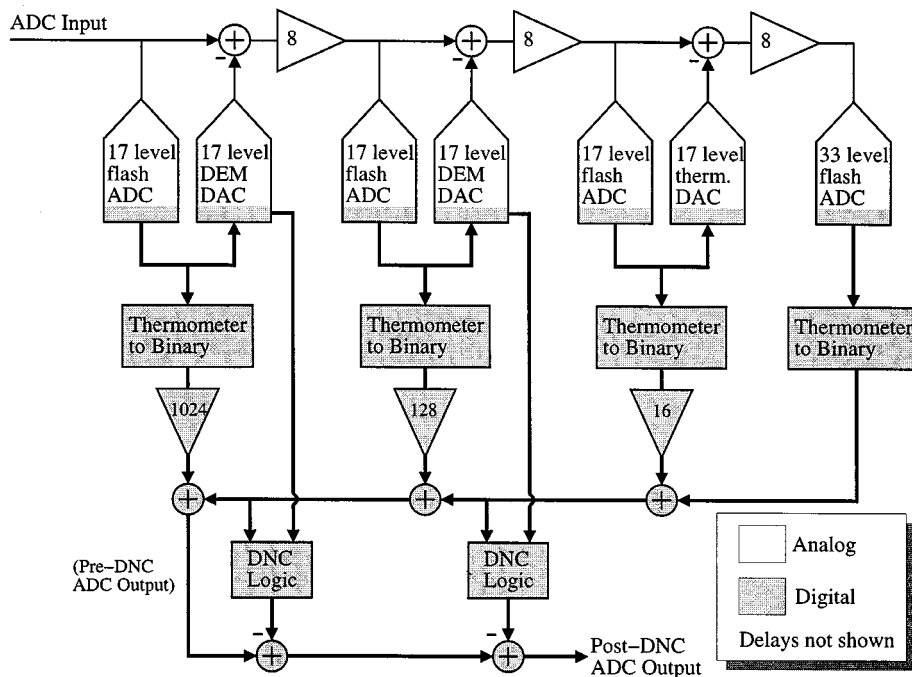 ADC Input
8
8
8
17 level
flash
ADC
17 level
DEM
DAC
17 level
flash
ADC
17 level
DEM
DAC
17 level
flash
ADC
17 level
therm.
DAC
33 level
flash
ADC
Thermometer
to Binary
Thermometer
to Binary
Thermometer
to Binary
Thermometer
to Binary
1024
128
16
(Pre–DNC
ADC Output)
DNC
Logic
DNC
Logic
Post–DNC
ADC Output
Analog
Digital
Delays not shown